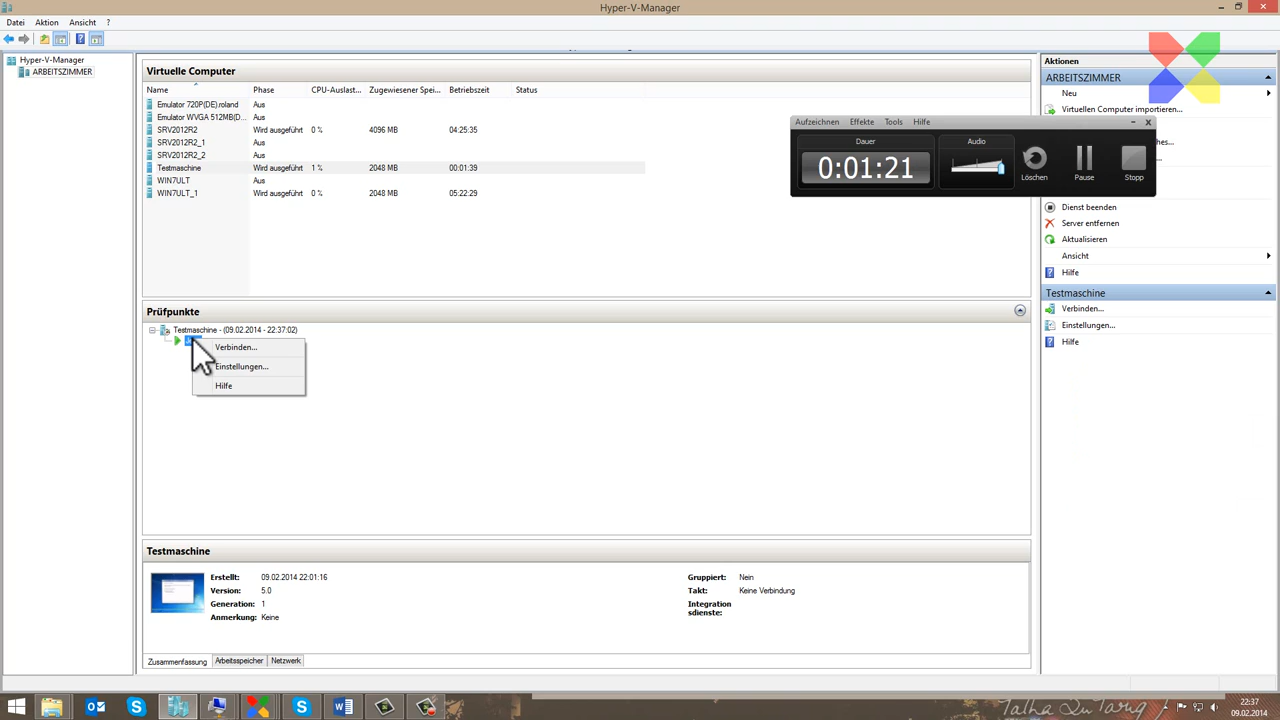 Hyper-V-Manager
Datei Aktion Ansicht ?
Hyper-V-Manager
ARBEITSZIMMER
Virtuelle Computer
Name Phase CPU-Auslast... Zugewiesener Spei... Betriebszeit Status
Emulator 720P(DE).roland Aus
Emulator WVGA 512MB(D... Aus
SRV2012R2 Wird ausgeführt 0 % 4096 MB 04:25:35
SRV2012R2_1 Aus
SRV2012R2_2 Aus
Testmaschine Wird ausgeführt 1 % 2048 MB 00:01:39
WIN7ULT Aus
WIN7ULT_1 Wird ausgeführt 0 % 2048 MB 05:22:29
Prüfpunkte
Testmaschine - (09.02.2014 - 22:37:02)
Verbinden...
Einstellungen...
Hilfe
Testmaschine
Erstellt: 09.02.2014 22:01:16
Version: 5.0
Generation: 1
Anmerkung: Keine
Gruppiert: Nein
Takt: Keine Verbindung
Integration
sdienste:
Zusammenfassung Arbeitsspeicher Netzwerk
Aktionen
ARBEITSZIMMER
Neu
Virtuellen Computer importieren...
Aufzeichnen Effekte Tools Hilfe
Dauer
0:01:21
Audio
Löschen
Pause
Stopp
Dienst beenden
Server entfernen
Aktualisieren
Ansicht
Hilfe
Testmaschine
Verbinden...
Einstellungen...
Hilfe
22:37
09.02.2014